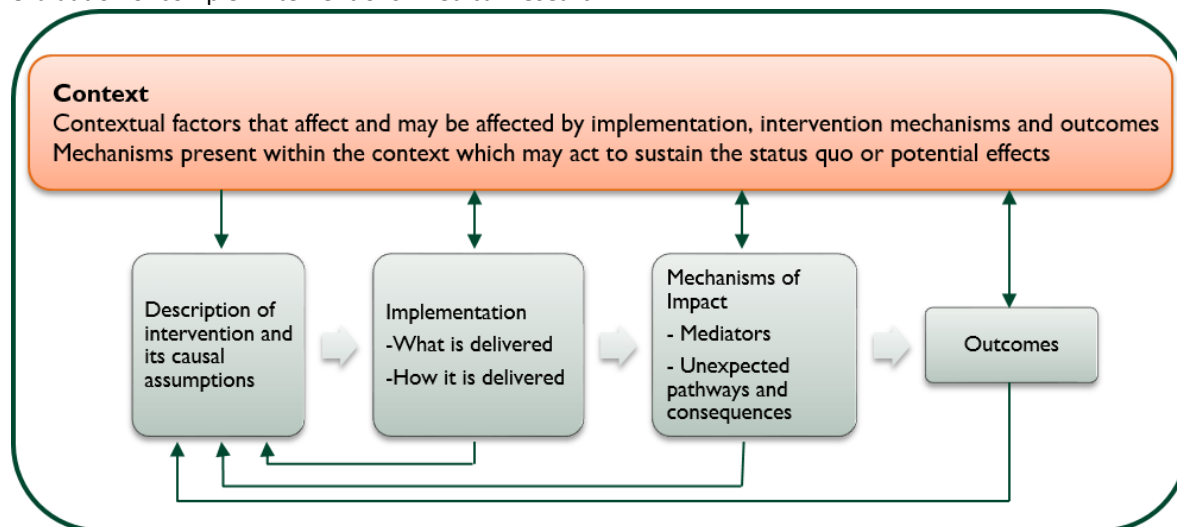 Context
Contextual factors that affect and may be affected by implementation, intervention mechanisms and outcomes
Mechanisms present within the context which may act to sustain the status quo or potential effects
Description of
intervention and
its causal
assumptions
Implementation
-What is delivered
-How it is delivered
Mechanisms of
Impact
- Mediators
- Unexpected
pathways and
consequences
Outcomes